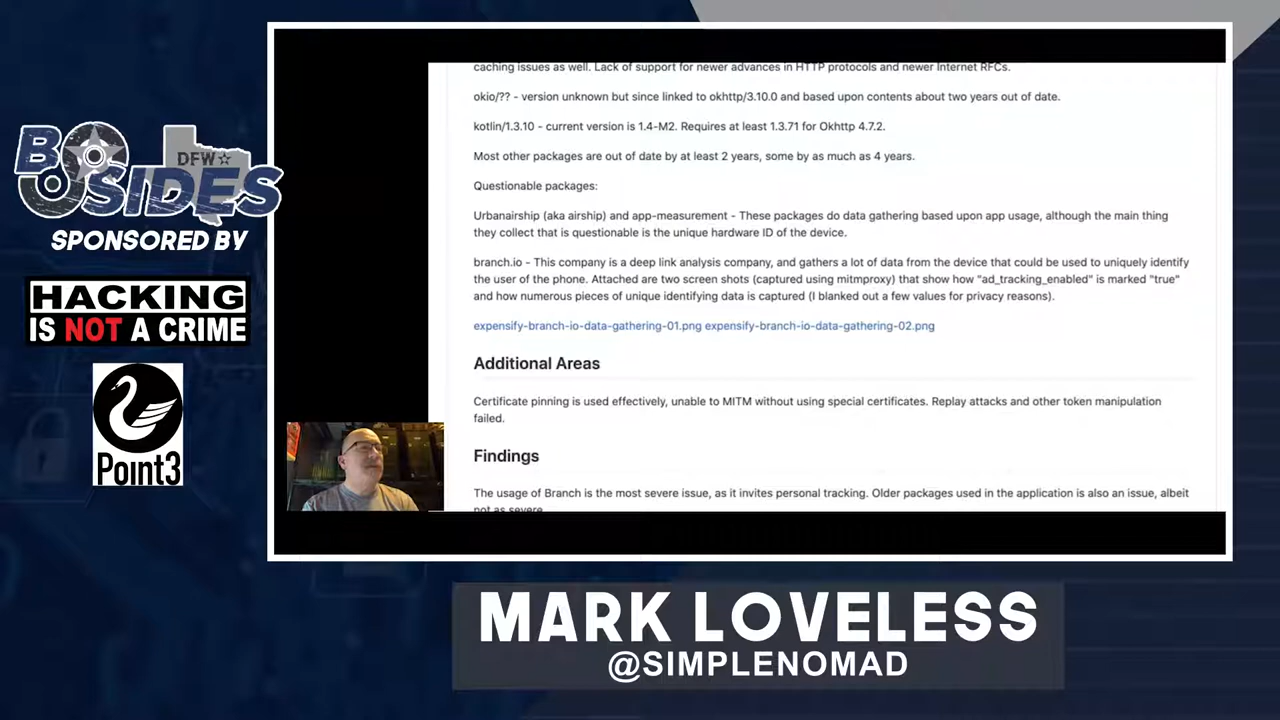 BSIDES
DFW
SPONSORED BY
HACKING
IS NOT A CRIME
Point3
caching issues as well. Lack of support for newer advances in HTTP protocols and newer Internet RFCs.
okio/?? - version unknown but since linked to okhttp/3.10.0 and based upon contents about two years out of date.
kotlin/1.3.10 - current version is 1.4-M2. Requires at least 1.3.71 for Okhttp 4.7.2.
Most other packages are out of date by at least 2 years, some by as much as 4 years.
Questionable packages:
Urbanairship (aka airship) and app-measurement - These packages do data gathering based upon app usage, although the main thing
they collect that is questionable is the unique hardware ID of the device.
branch.io - This company is a deep link analysis company, and gathers a lot of data from the device that could be used to uniquely identify
the user of the phone. Attached are two screen shots (captured using mitmproxy) that show how "ad_tracking_enabled" is marked "true"
and how numerous pieces of unique identifying data is captured (I blanked out a few values for privacy reasons).
expensify-branch-io-data-gathering-01.png expensify-branch-io-data-gathering-02.png
Additional Areas
Certificate pinning is used effectively, unable to MITM without using special certificates. Replay attacks and other token manipulation
failed.
Findings
The usage of Branch is the most severe issue, as it invites personal tracking. Older packages used in the application is also an issue, albeit
not as severe
MARK LOVELESS
@SIMPLENOMAD